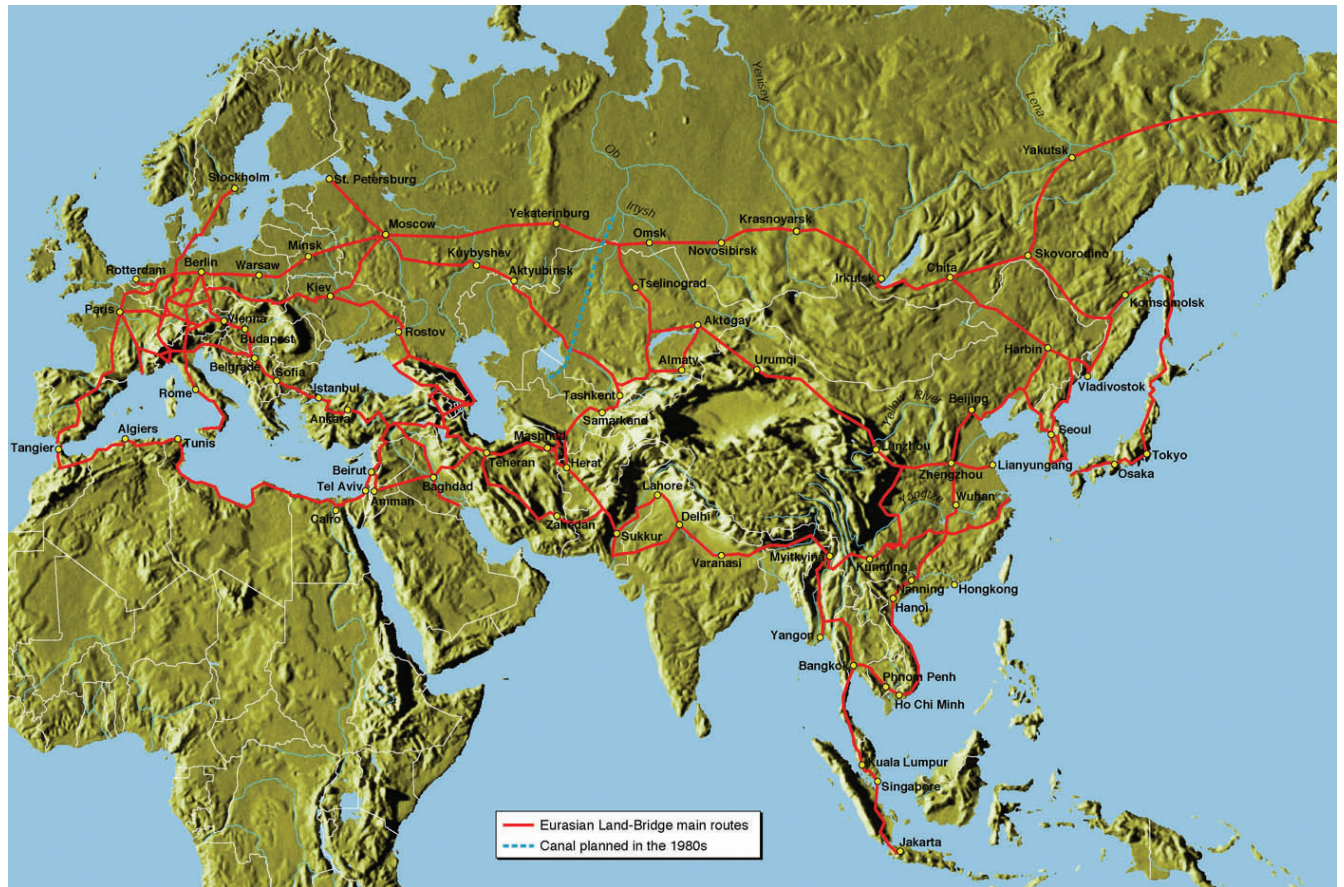 Yenisey
Lena
Ob
Yakutsk
Stockholm
St. Petersburg
Irtysh
Yekaterinburg
Krasnoyarsk
Moscow
Omsk
Novosibirsk
Minsk
Kuybyshev
Skovorodino
Rotterdam
Berlin
Warsaw
Aktyubinsk
Chita
Irkutsk
Kiev
Tselinograd
Komsomolsk
Paris
Vienna
Rostov
Aktogay
Budapest
Harbin
Belgrade
Almaty
Urumqi
Sofia
Vladivostok
Rome
Istanbul
Tashkent
Beijing
Ankara
Samarkand
Yellow River
Algiers
Seoul
Tangier
Tunis
Mashhad
Lanzhou
Teheran
Herat
Zhengzhou
Lianyungang
Tokyo
Osaka
Beirut
Tel Aviv
Amman
Baghdad
Lahore
Yangtze
Wuhan
Cairo
Zahedan
Delhi
Sukkur
Varanasi
Myitkyina
Kunming
Nanning
Hongkong
Hanoi
Yangon
Bangkok
Phnom Penh
Ho Chi Minh
Kuala Lumpur
Singapore
Eurasian Land-Bridge main routes
Canal planned in the 1980s
Jakarta